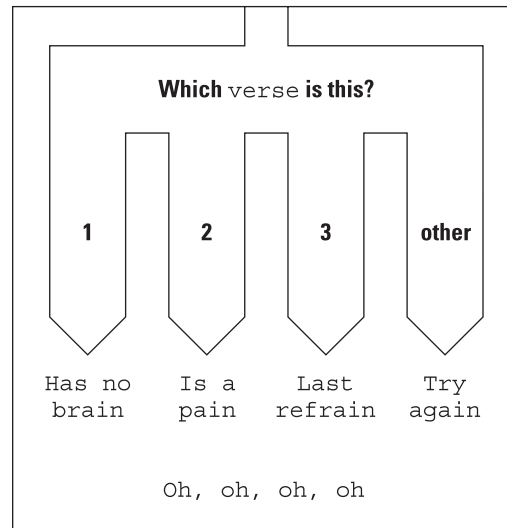 Which verse is this?
1 2 3 other
Has no Is a Last Try
brain pain refrain again
Oh, oh, oh, oh